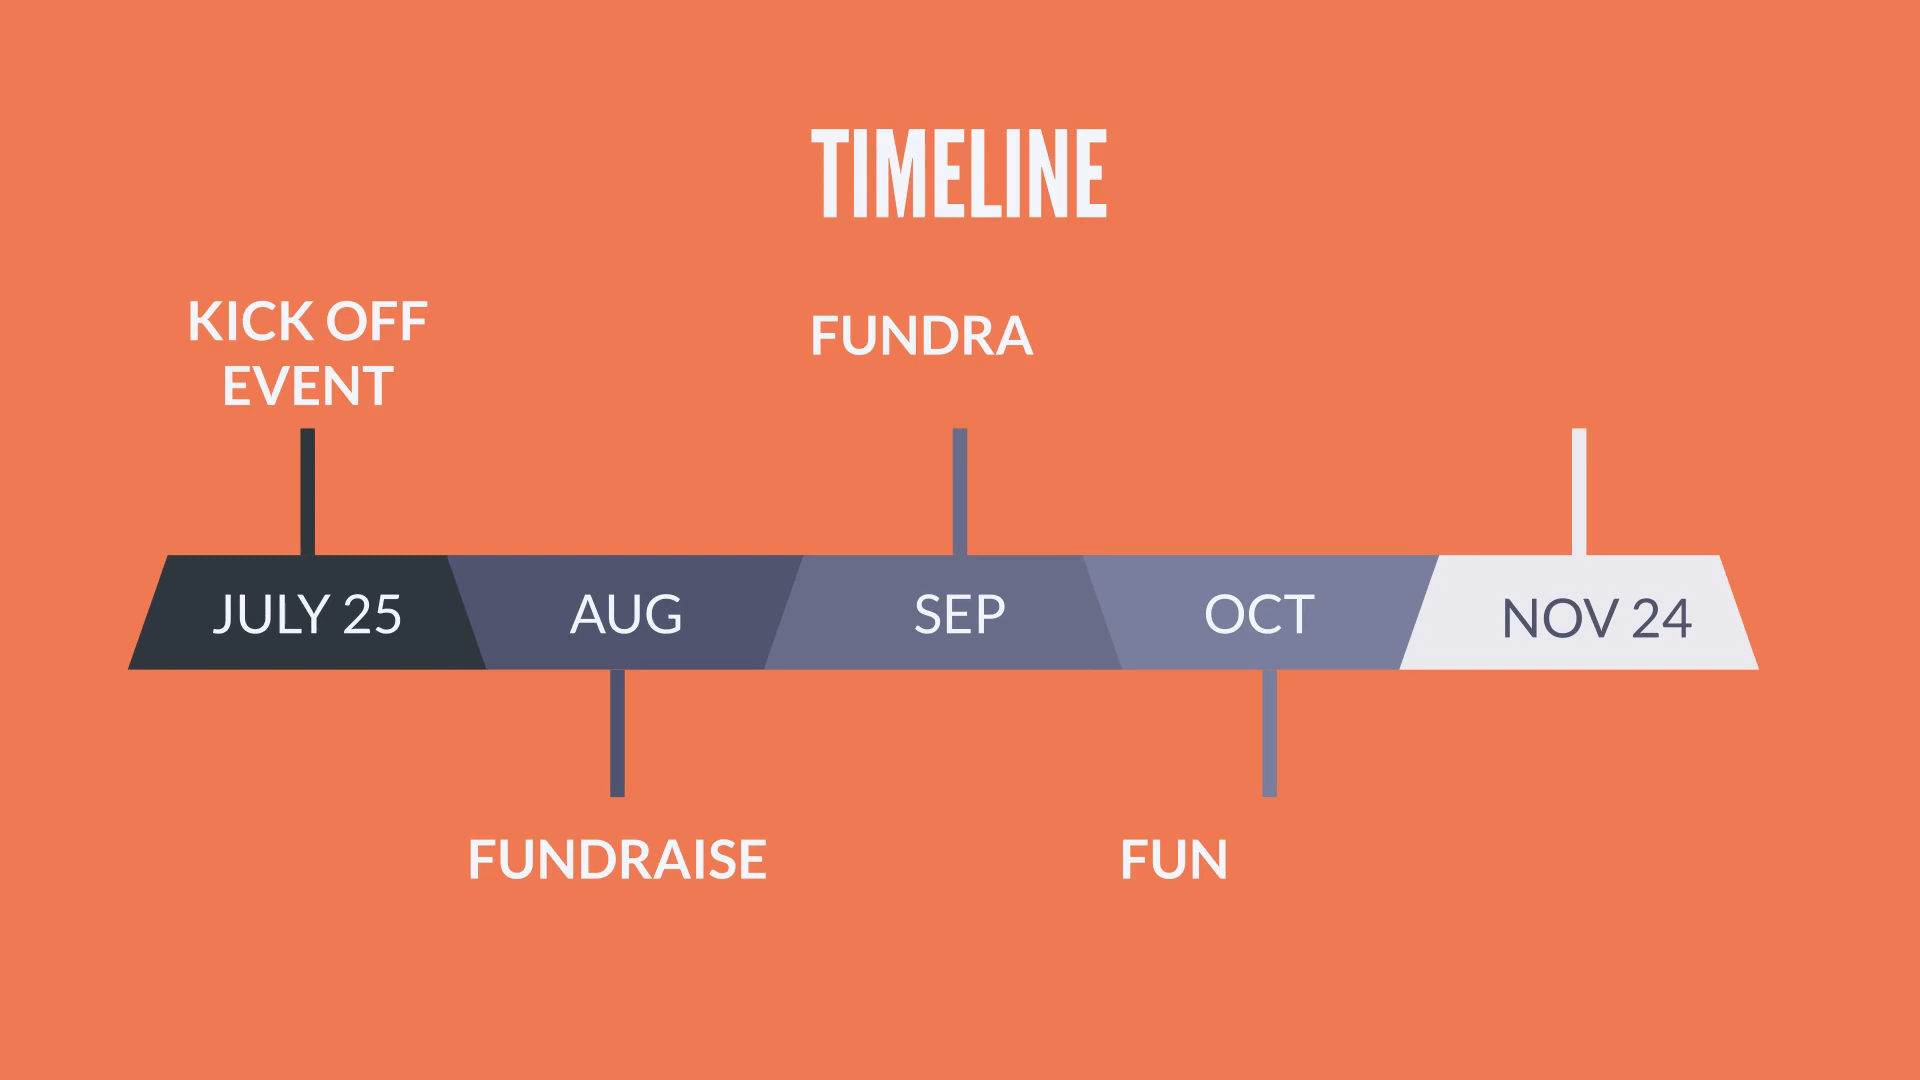 TIMELINE
KICK OFF
EVENT
FUNDRA
JULY 25
AUG
SEP
OCT
NOV 24
FUNDRAISE
FUN